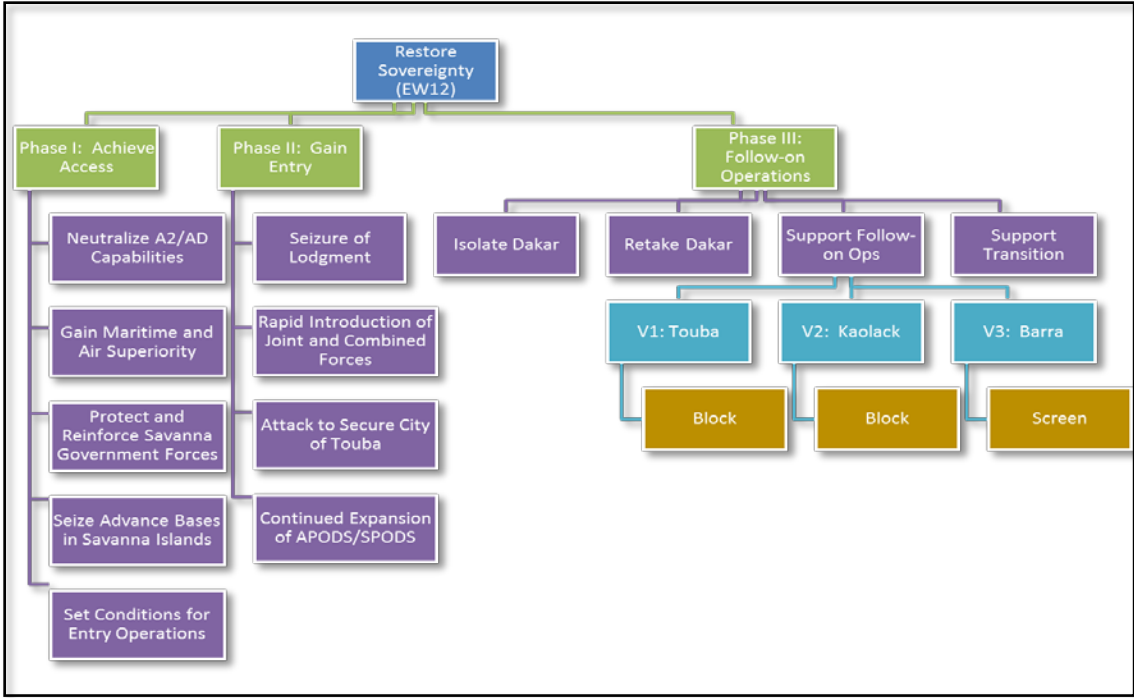 Restore
Sovereignty
(EW12)
Phase I: Achieve
Access
Phase II: Gain
Entry
Phase III:
Follow-on
Operations
Neutralize A2/AD
Capabilities
Gain Maritime and
Air Superiority
Protect and
Reinforce Savanna
Government Forces
Seize Advance Bases
in Savanna Islands
Set Conditions for
Entry Operations
Seizure of
Lodgment
Rapid Introduction of
Joint and Combined
Forces
Attack to Secure City
of Touba
Continued Expansion
of APODS/SPODS
Isolate Dakar
Retake Dakar
Support Follow-
on Ops
Support
Transition
V1: Touba
V2: Kaolack
V3: Barra
Block
Block
Screen